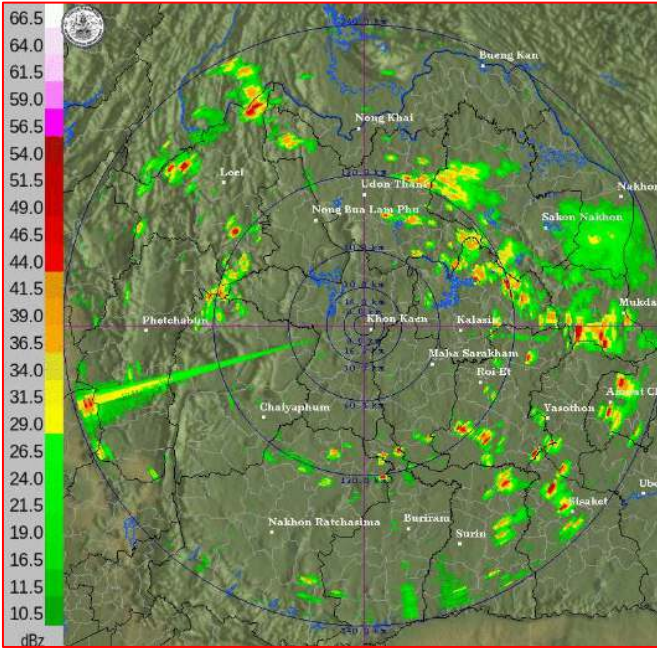 66.5
64.0
61.5
59.0
56.5
54.0
51.5
49.0
46.5
44.0
41.5
39.0
36.5
34.0
31.5
29.0
26.5
24.0
21.5
19.0
16.5
14.0
11.5
10.5
dBz
Bueng Kan
Nong Khai
Loei
Udon Thani
Nakhon
Nong Bua Lam Phu
Sakon Nakhon
Mukda
Phetchabun
Khon Kaen
Kalasin
Maha Sarakham
Roi Et
Chaiyaphum
Yasothon
Sisaket
Ubo
Nakhon Ratchasima
Buriram
Surin